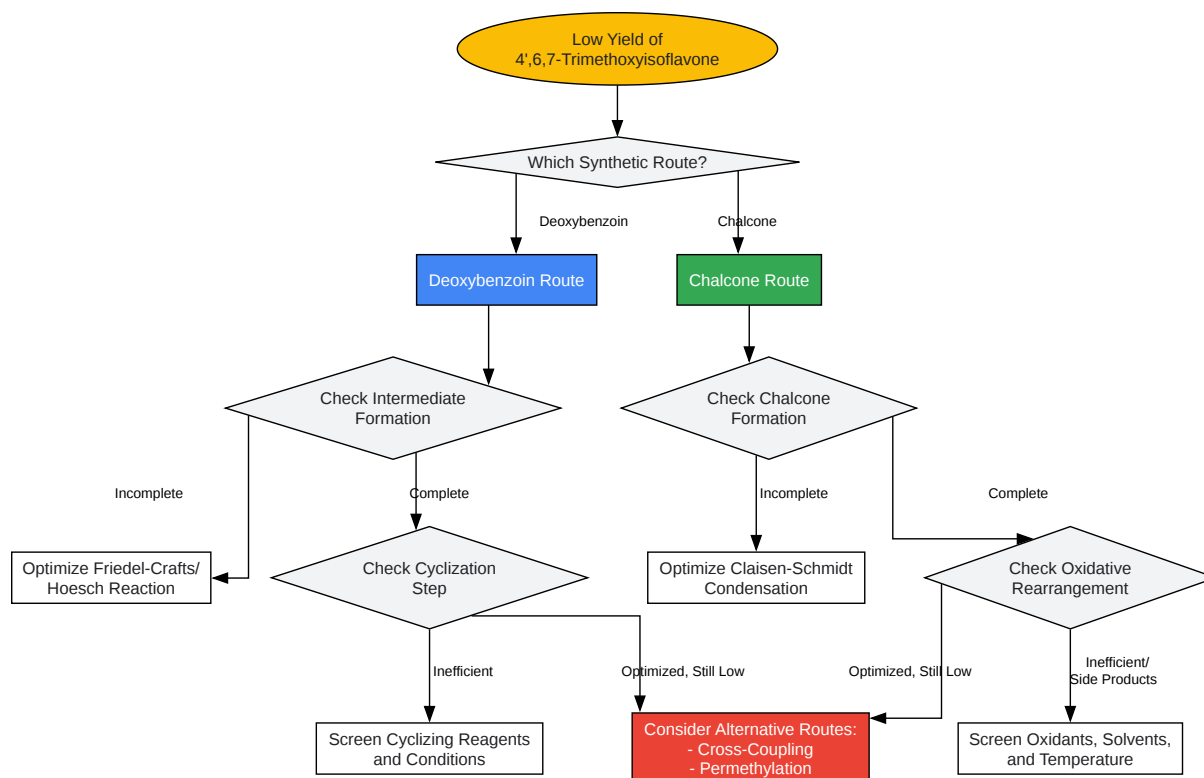 Low Yield of
4',6,7-Trimethoxyisoflavone
Which Synthetic Route?
Deoxybenzoin
Chalcone
Deoxybenzoin Route
Chalcone Route
Check Intermediate
Formation
Check Chalcone
Formation
Incomplete
Complete
Incomplete
Complete
Optimize Friedel-Crafts/
Hoesch Reaction
Check Cyclization
Step
Optimize Claisen-Schmidt
Condensation
Check Oxidative
Rearrangement
Inefficient
Optimized, Still Low
Optimized, Still Low
Inefficient/
Side Products
Screen Cyclizing Reagents
and Conditions
Consider Alternative Routes:
- Cross-Coupling
- Permethylation
Screen Oxidants, Solvents,
and Temperature